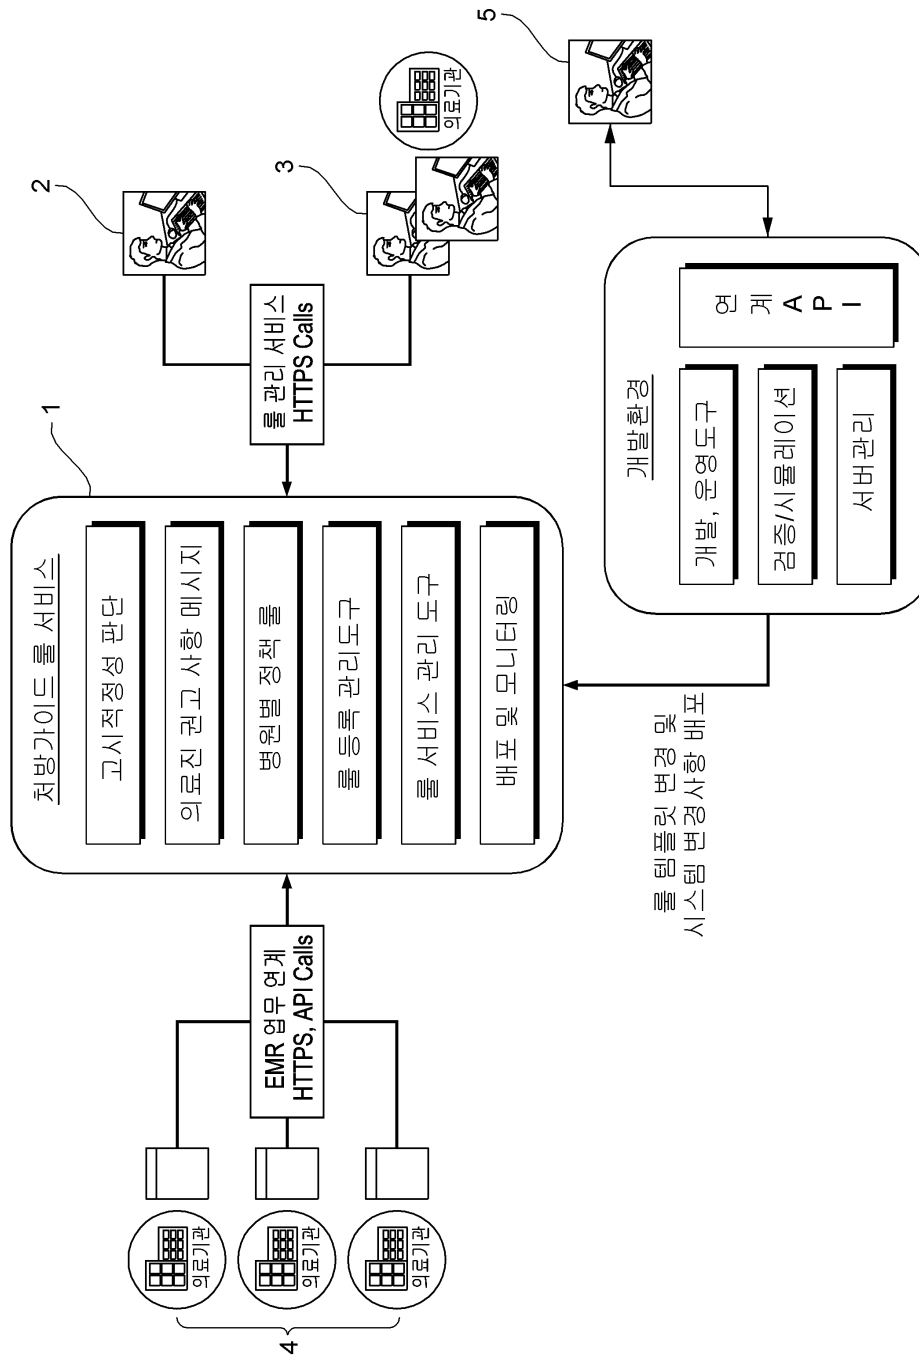 1
처방가이드 룰 서비스
고시적정성 판단
의료진 권고 사항 메시지
병원별 정책 룰
룰 등록 관리도구
룰 서비스 관리 도구
배포 및 모니터링
2
3
의료기관
룰 관리 서비스
HTTPS Calls
EMR 업무 연계
HTTPS, API Calls
의료기관
의료기관
의료기관
4
룰 템플릿 변경 및
시스템 변경사항 배포
5
개발환경
개발, 운영도구
검증/시뮬레이션
서버관리
연
계
A
P
I